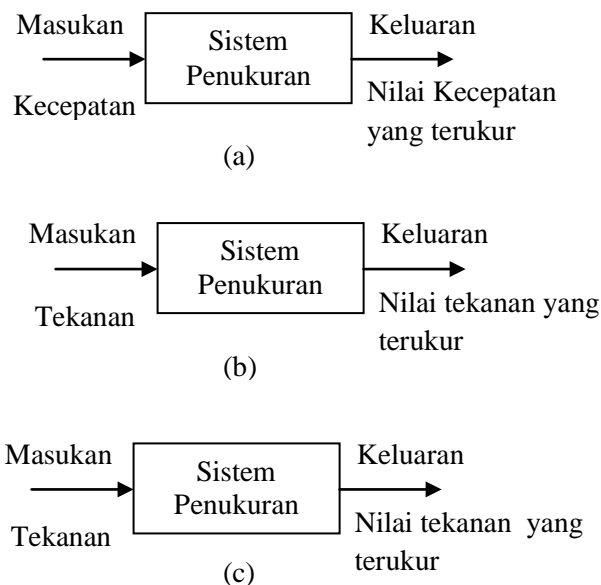 Masukan
Sistem
Penukuran
Keluaran
Kecepatan
Nilai Kecepatan
yang terukur
(a)
Masukan
Sistem
Penukuran
Keluaran
Tekanan
Nilai tekanan yang
terukur
(b)
Masukan
Sistem
Penukuran
Keluaran
Tekanan
Nilai tekanan yang
terukur
(c)